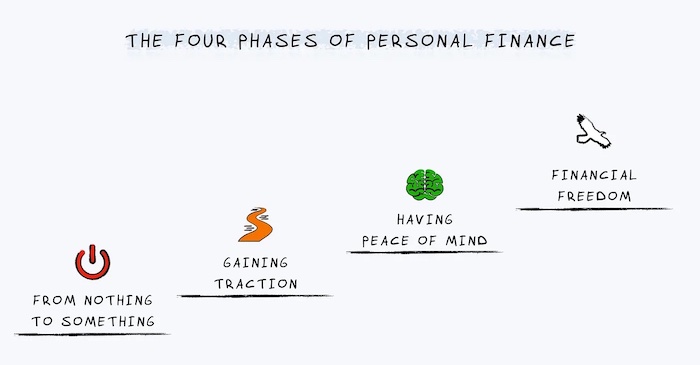 THE FOUR PHASES OF PERSONAL FINANCE
FROM NOTHING
TO SOMETHING
GAINING
TRACTION
HAVING
PEACE OF MIND
FINANCIAL
FREEDOM